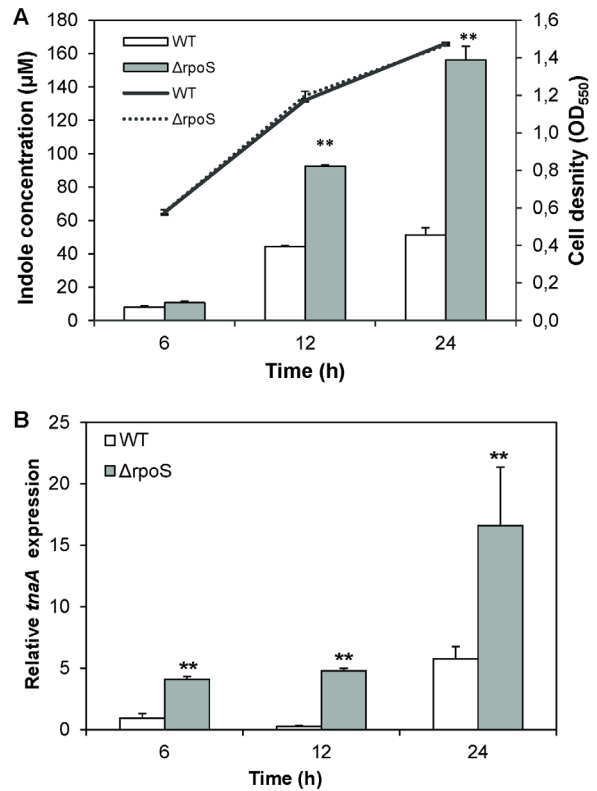 A
180
160
140
120
100
80
60
40
20
0
Indole concentration (µM)
WT
ΔrpoS
WT
ΔrpoS
**
**
1,6
1,4
1,2
1,0
0,8
0,6
0,4
0,2
0,0
Cell desnity (OD550)
6 12 24
Time (h)
B
25
20
15
10
5
0
Relative tnaA expression
WT
ΔrpoS
**
**
**
6 12 24
Time (h)